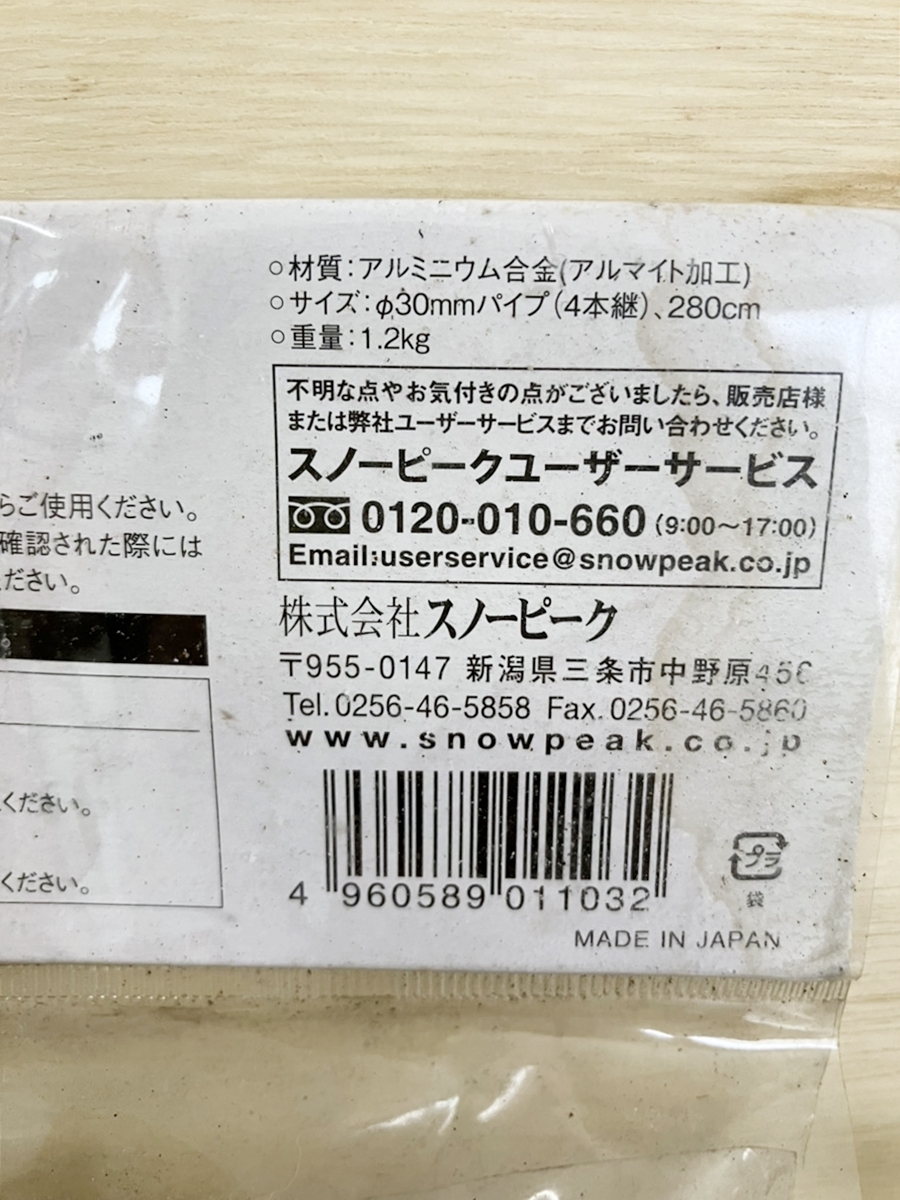 ○材質：アルミニウム合金(アルマイト加工)
○サイズ：φ30mmパイプ（4本継）、280cm
○重量：1.2kg
不明な点やお気付きの点がございましたら、販売店様
または弊社ユーザーサービスまでお問い合わせください。
スノーピークユーザーサービス
0120-010-660（9:00〜17:00）
Email:userservice@snowpeak.co.jp
株式会社スノーピーク
〒955-0147 新潟県三条市中野原456
Tel.0256-46-5858 Fax.0256-46-5860
www.snowpeak.co.jp
4 960589 011032
プラ
袋
MADE IN JAPAN
らご使用ください。
確認された際には
ください。
ください。
ください。